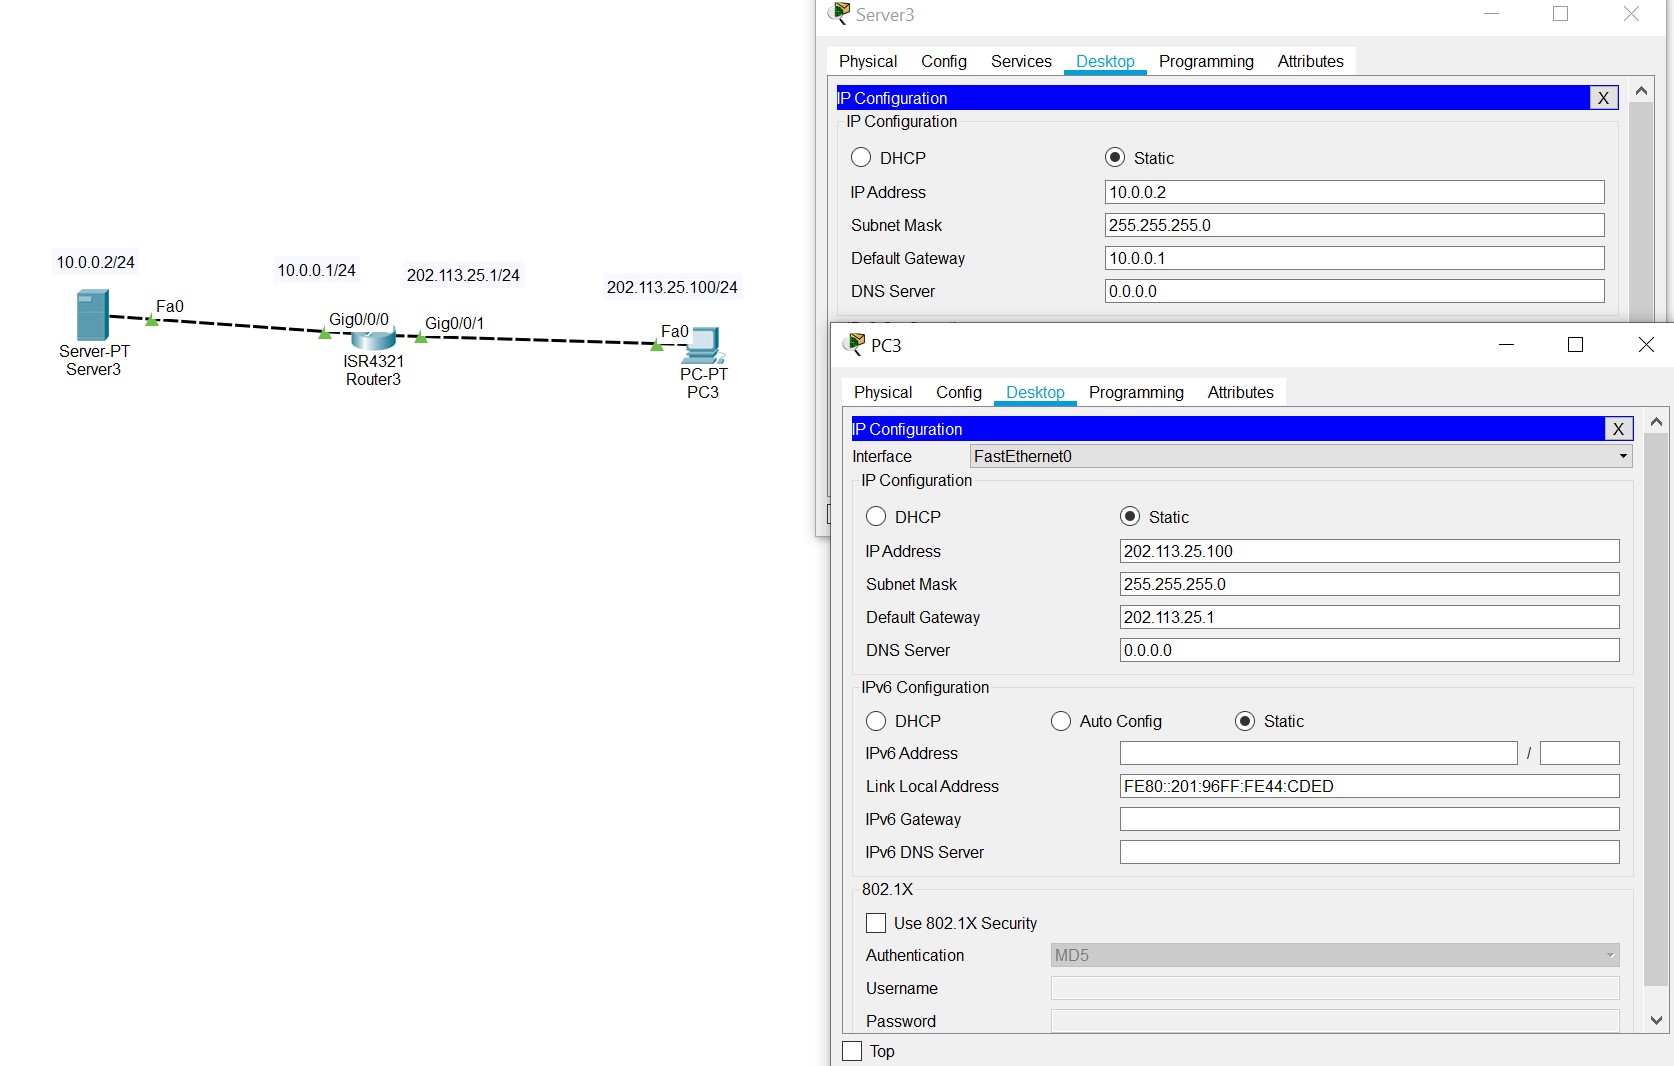 10.0.0.2/24
10.0.0.1/24
202.113.25.1/24
202.113.25.100/24
Fa0
Gig0/0/0
Gig0/0/1
Fa0
Server-PT
Server3
ISR4321
Router3
PC-PT
PC3
Server3
Physical Config Services Desktop Programming Attributes
IP Configuration X
IP Configuration
DHCP Static
IP Address 10.0.0.2
Subnet Mask 255.255.255.0
Default Gateway 10.0.0.1
DNS Server 0.0.0.0
PC3
Physical Config Desktop Programming Attributes
IP Configuration X
Interface FastEthernet0
IP Configuration
DHCP Static
IP Address 202.113.25.100
Subnet Mask 255.255.255.0
Default Gateway 202.113.25.1
DNS Server 0.0.0.0
IPv6 Configuration
DHCP Auto Config Static
IPv6 Address /
Link Local Address FE80::201:96FF:FE44:CDED
IPv6 Gateway
IPv6 DNS Server
802.1X
Use 802.1X Security
Authentication MD5
Username
Password
Top